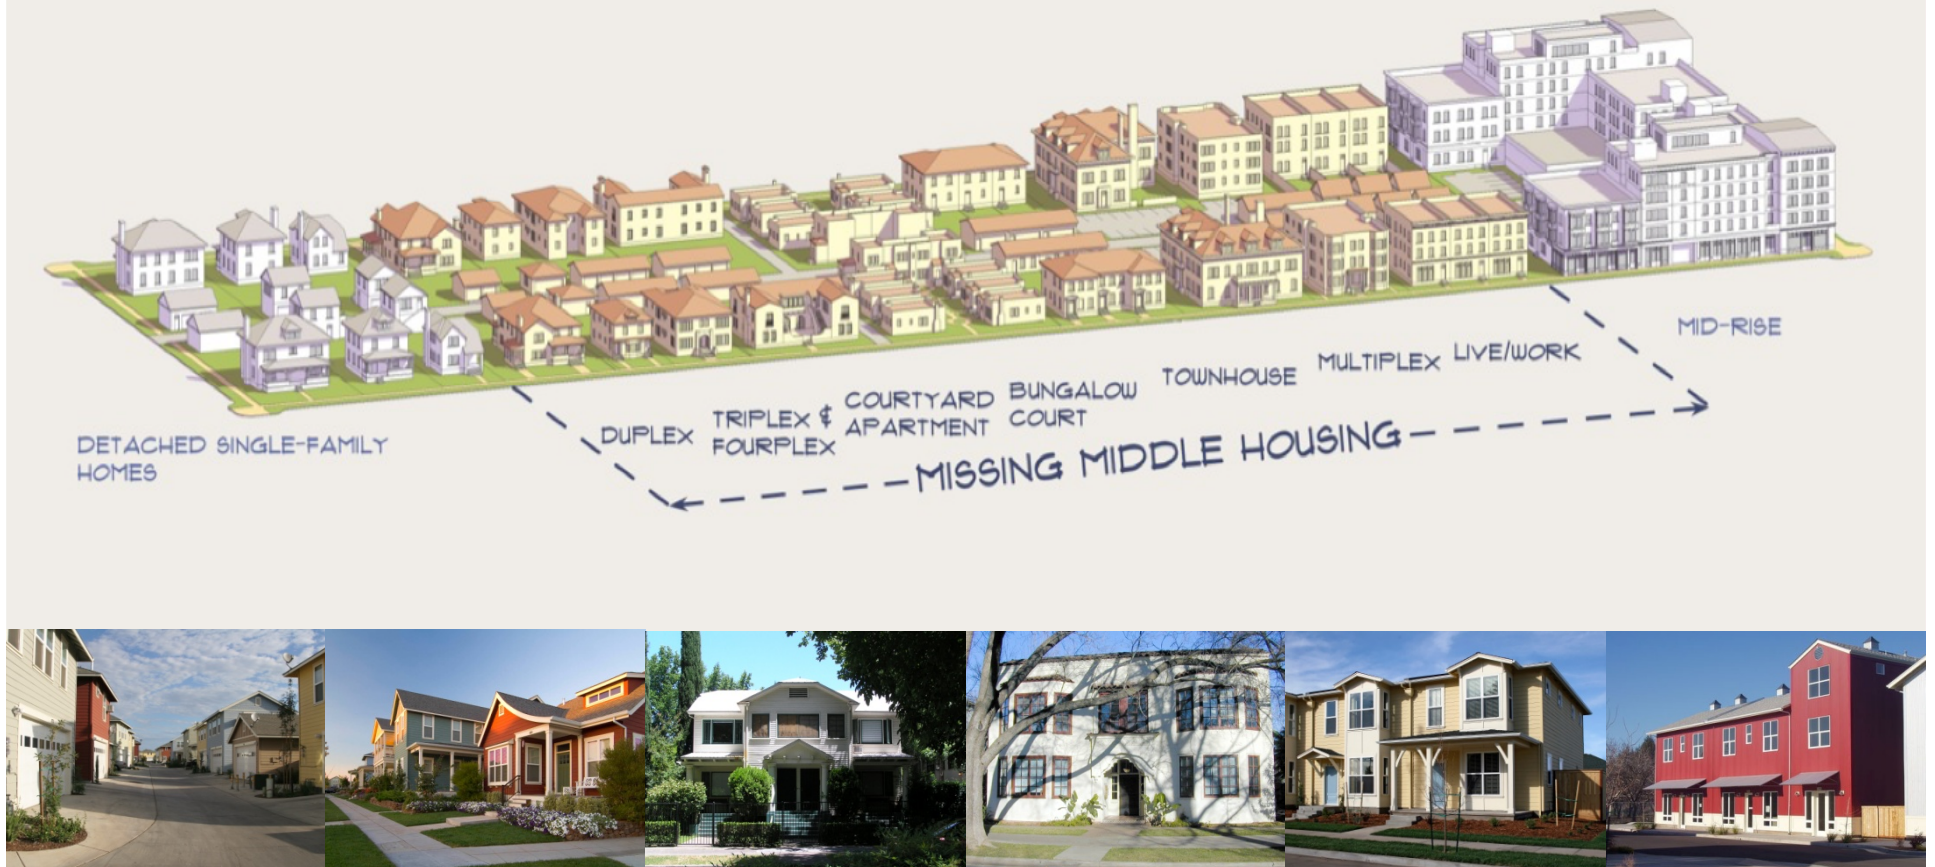 DETACHED SINGLE-FAMILY
HOMES
DUPLEX
TRIPLEX &
FOURPLEX
COURTYARD
APARTMENT
BUNGALOW
COURT
TOWNHOUSE
MULTIPLEX
LIVE/WORK
MISSING MIDDLE HOUSING
MID-RISE